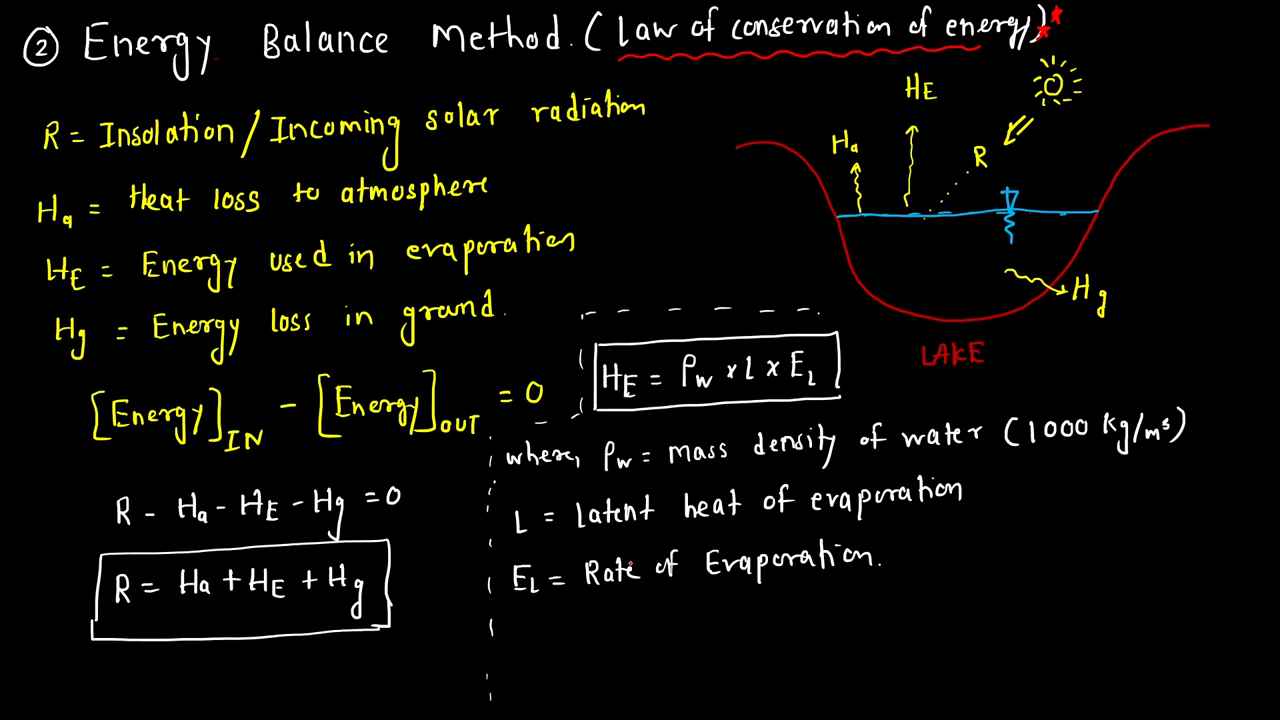 ② Energy Balance Method. (Law of conservation of energy)**
R = Insolation/Incoming solar radiation
Ha = Heat loss to atmosphere
HE = Energy used in evaporation
Hg = Energy loss in ground.
[Energy]IN - [Energy]OUT = 0
R - Ha - HE - Hg = 0
R = Ha + HE + Hg
HE
Ha
R
Hg
LAKE
HE = ρw × L × EL
where, ρw = mass density of water (1000 kg/m³)
L = Latent heat of evaporation
EL = Rate of Evaporation.